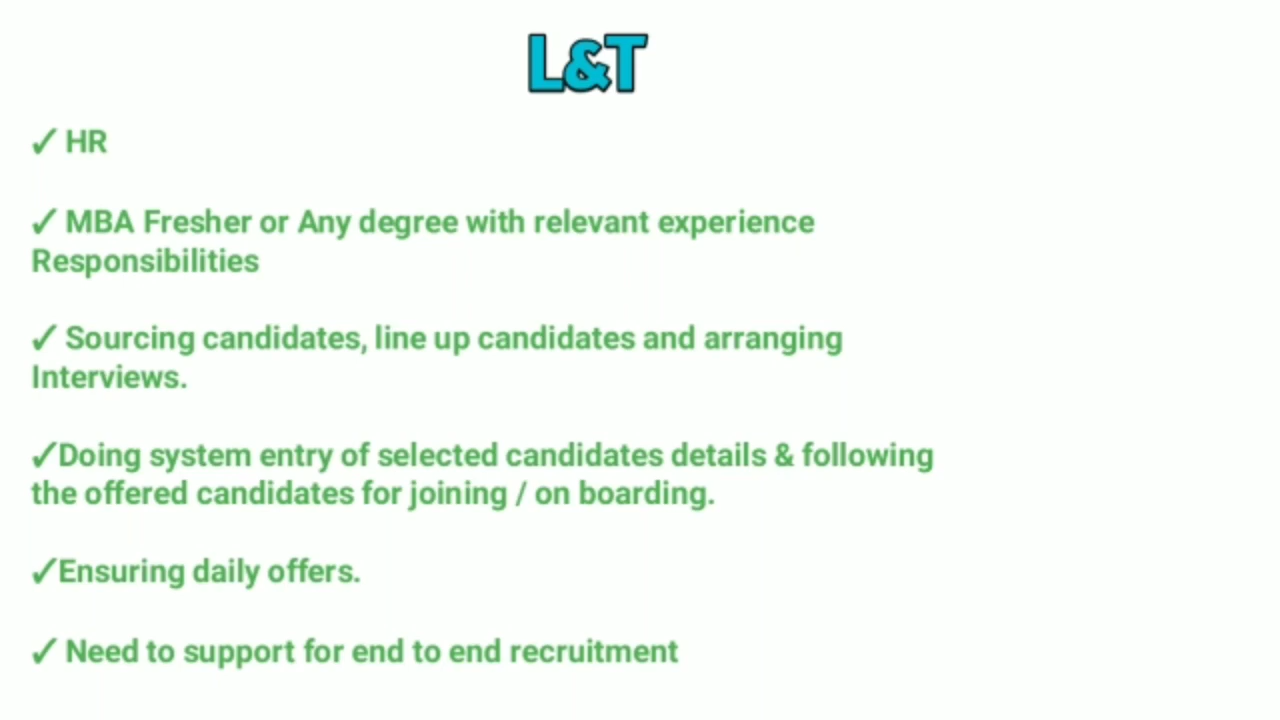 L&T
✓ HR
✓ MBA Fresher or Any degree with relevant experience
Responsibilities
✓ Sourcing candidates, line up candidates and arranging
Interviews.
✓Doing system entry of selected candidates details & following
the offered candidates for joining / on boarding.
✓Ensuring daily offers.
✓ Need to support for end to end recruitment